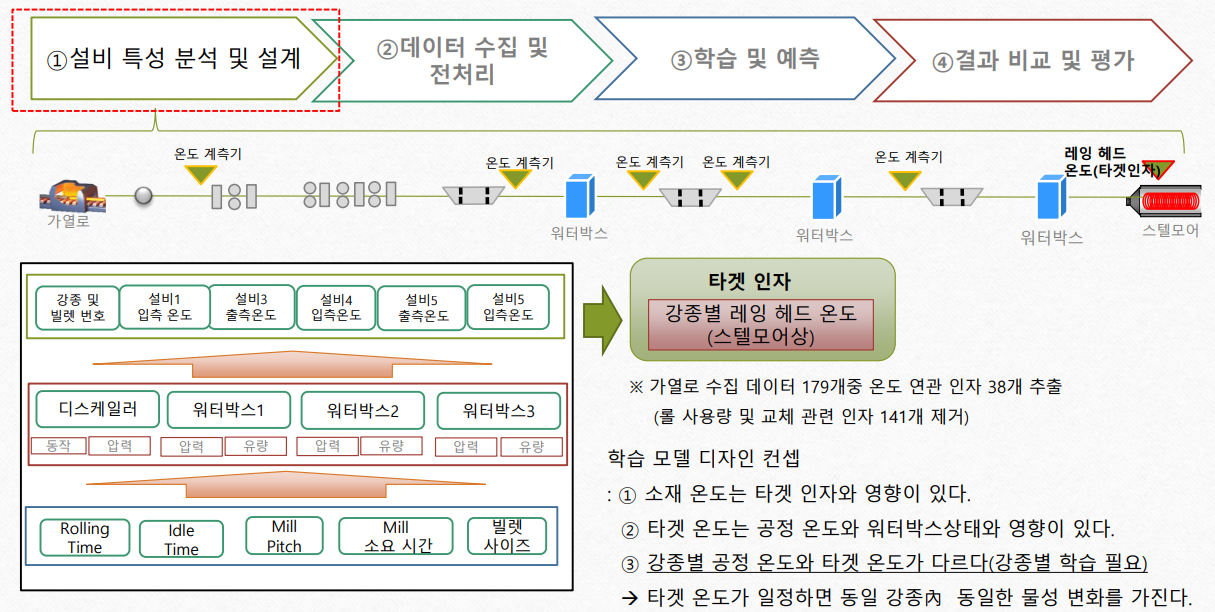 ①설비 특성 분석 및 설계
②데이터 수집 및
전처리
③학습 및 예측
④결과 비교 및 평가
온도 계측기
온도 계측기
온도 계측기
온도 계측기
온도 계측기
레잉 헤드
온도(타겟인자)
가열로
워터박스
워터박스
워터박스
스텔모어
강종 및
빌렛 번호
설비1
입측 온도
설비3
출측온도
설비4
입측온도
설비5
출측온도
설비5
입측온도
타겟 인자
강종별 레잉 헤드 온도
(스텔모어상)
디스케일러
워터박스1
워터박스2
워터박스3
동작
압력
압력
유량
압력
유량
압력
유량
Rolling
Time
Idle
Time
Mill
Pitch
Mill
소요 시간
빌렛
사이즈
※ 가열로 수집 데이터 179개중 온도 연관 인자 38개 추출
(롤 사용량 및 교체 관련 인자 141개 제거)
학습 모델 디자인 컨셉
: ① 소재 온도는 타겟 인자와 영향이 있다.
② 타겟 온도는 공정 온도와 워터박스상태와 영향이 있다.
③ 강종별 공정 온도와 타겟 온도가 다르다(강종별 학습 필요)
→ 타겟 온도가 일정하면 동일 강종內 동일한 물성 변화를 가진다.